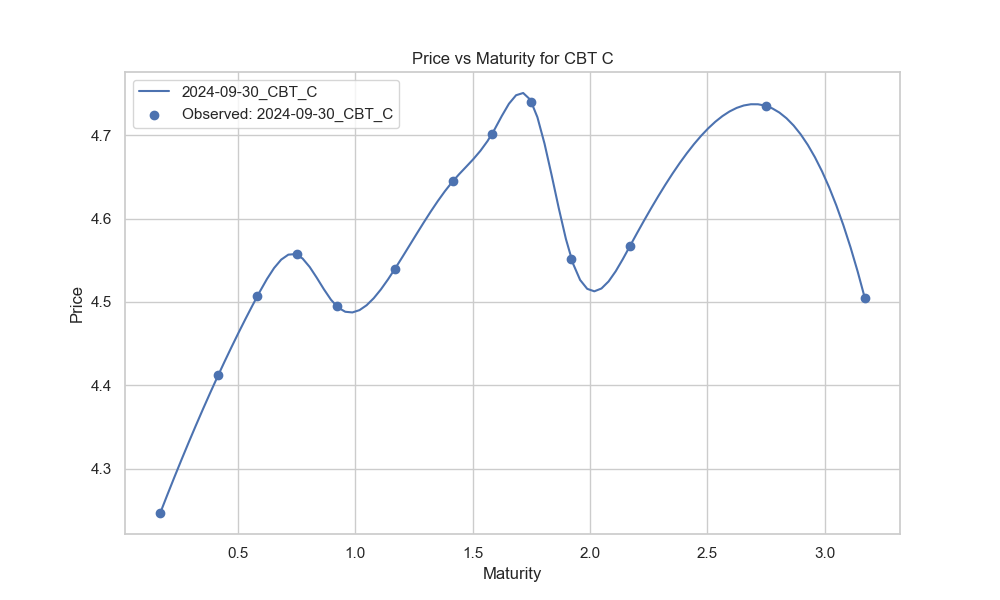 Price vs Maturity for CBT C
2024-09-30_CBT_C
Observed: 2024-09-30_CBT_C
Price
4.7
4.6
4.5
4.4
4.3
0.5 1.0 1.5 2.0 2.5 3.0
Maturity